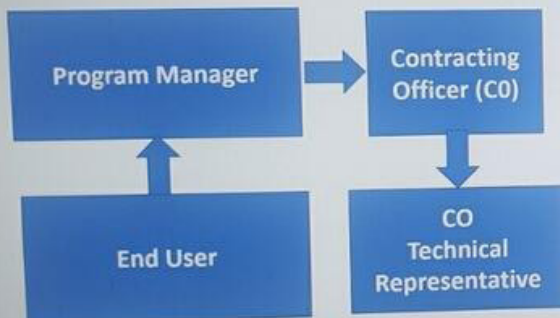 Program Manager
Contracting
Officer (C0)
End User
CO
Technical
Representative